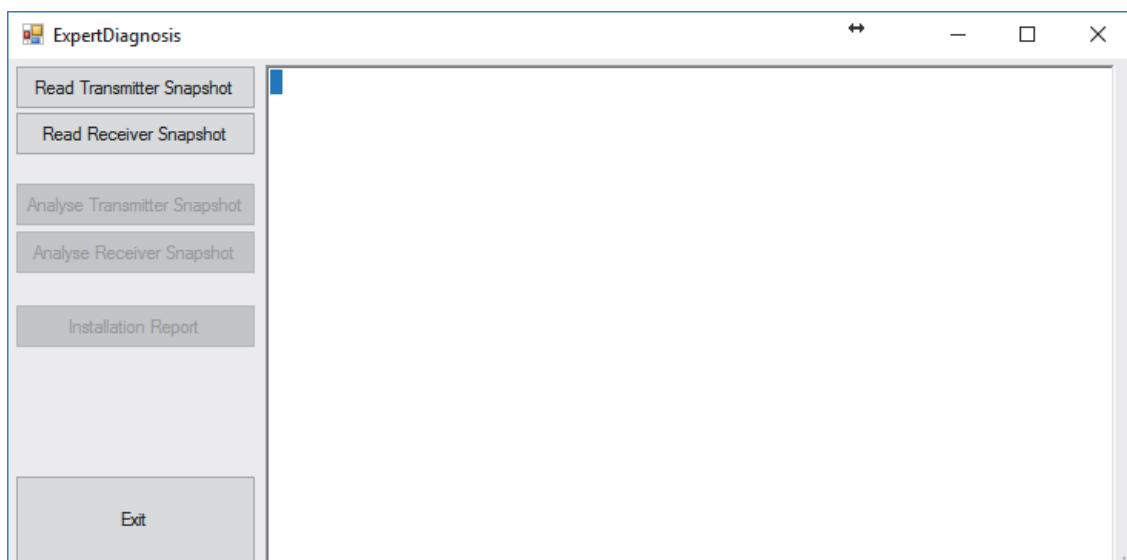 ExpertDiagnosis
Read Transmitter Snapshot
Read Receiver Snapshot
Analyse Transmitter Snapshot
Analyse Receiver Snapshot
Installation Report
Exit